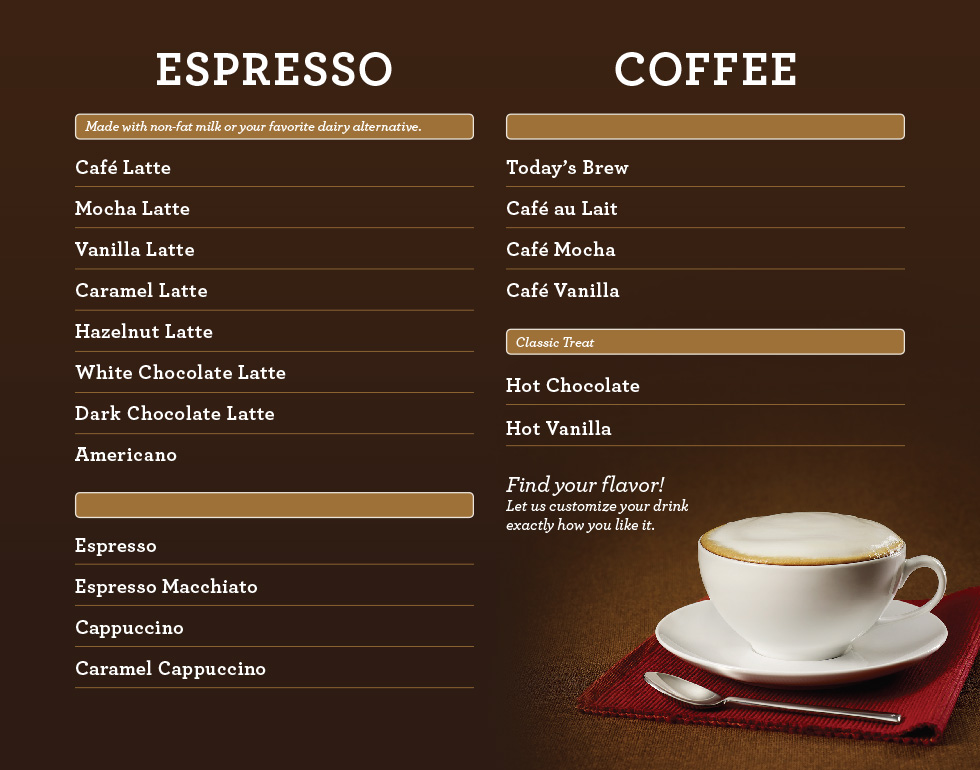 ESPRESSO
Made with non-fat milk or your favorite dairy alternative.
Café Latte
Mocha Latte
Vanilla Latte
Caramel Latte
Hazelnut Latte
White Chocolate Latte
Dark Chocolate Latte
Americano
Espresso
Espresso Macchiato
Cappuccino
Caramel Cappuccino
COFFEE
Today’s Brew
Café au Lait
Café Mocha
Café Vanilla
Classic Treat
Hot Chocolate
Hot Vanilla
Find your flavor!
Let us customize your drink
exactly how you like it.